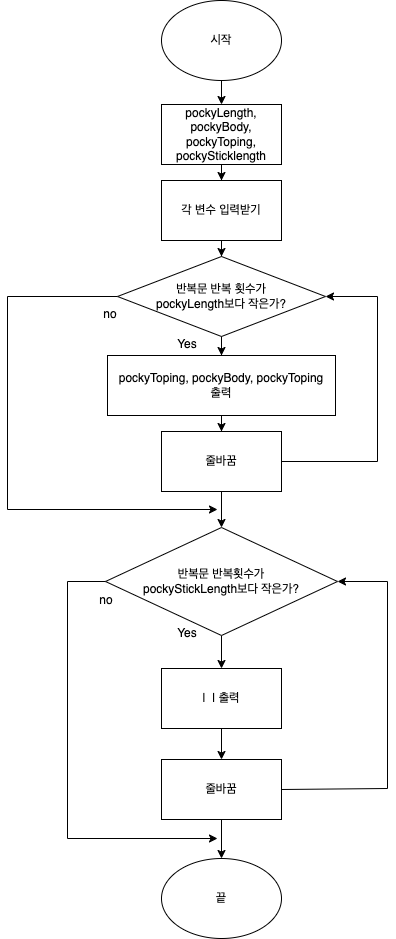 시작
pockyLength,
pockyBody,
pockyToping,
pockySticklength
각 변수 입력받기
반복문 반복 횟수가
pockyLength보다 작은가?
no
Yes
pockyToping, pockyBody, pockyToping
출력
줄바꿈
반복문 반복횟수가
pockyStickLength보다 작은가?
no
Yes
ㅣㅣ출력
줄바꿈
끝